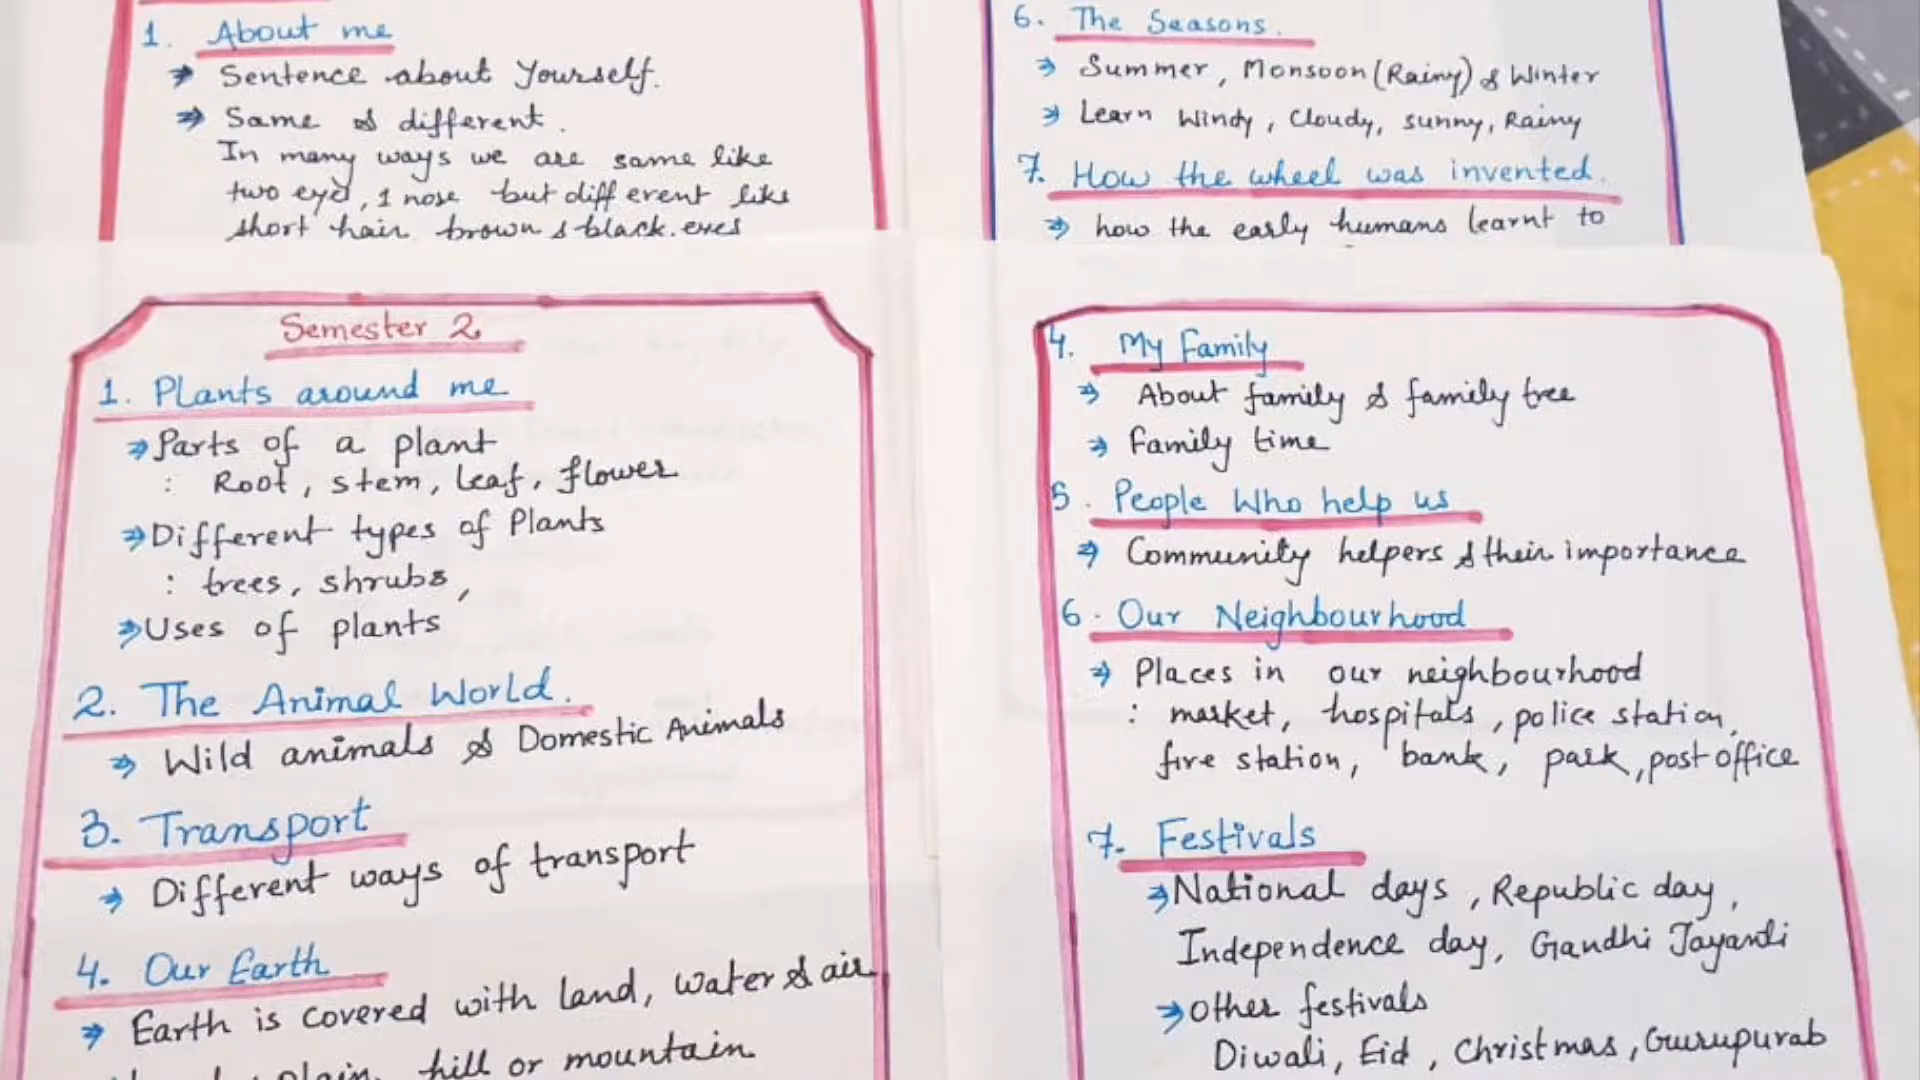 1. About me
⇒ Sentence about Yourself.
⇒ Same & different.
In many ways we are same like
two eyes, 1 nose but different like
short hair brown & black eyes
6. The Seasons.
⇒ Summer, Monsoon (Rainy) & Winter
⇒ Learn Windy, Cloudy, sunny, Rainy
7. How the wheel was invented.
⇒ how the early humans learnt to
Semester 2
1. Plants around me
⇒ Parts of a plant
: Root, stem, leaf, flower
⇒ Different types of Plants
: trees, shrubs,
⇒ Uses of plants
2. The Animal World.
⇒ Wild animals & Domestic Animals
3. Transport
⇒ Different ways of transport
4. Our Earth
⇒ Earth is covered with land, water & air
plain, hill or mountain.
4. My Family
⇒ About family & family tree
⇒ Family time
5. People Who help us
⇒ Community helpers & their importance
6. Our Neighbourhood
⇒ Places in our neighbourhood
: market, hospitals, police station,
fire station, bank, park, post office
7. Festivals
⇒ National days, Republic day,
Independence day, Gandhi Jayanti
⇒ Other festivals
Diwali, Eid, Christmas, Gurupurab